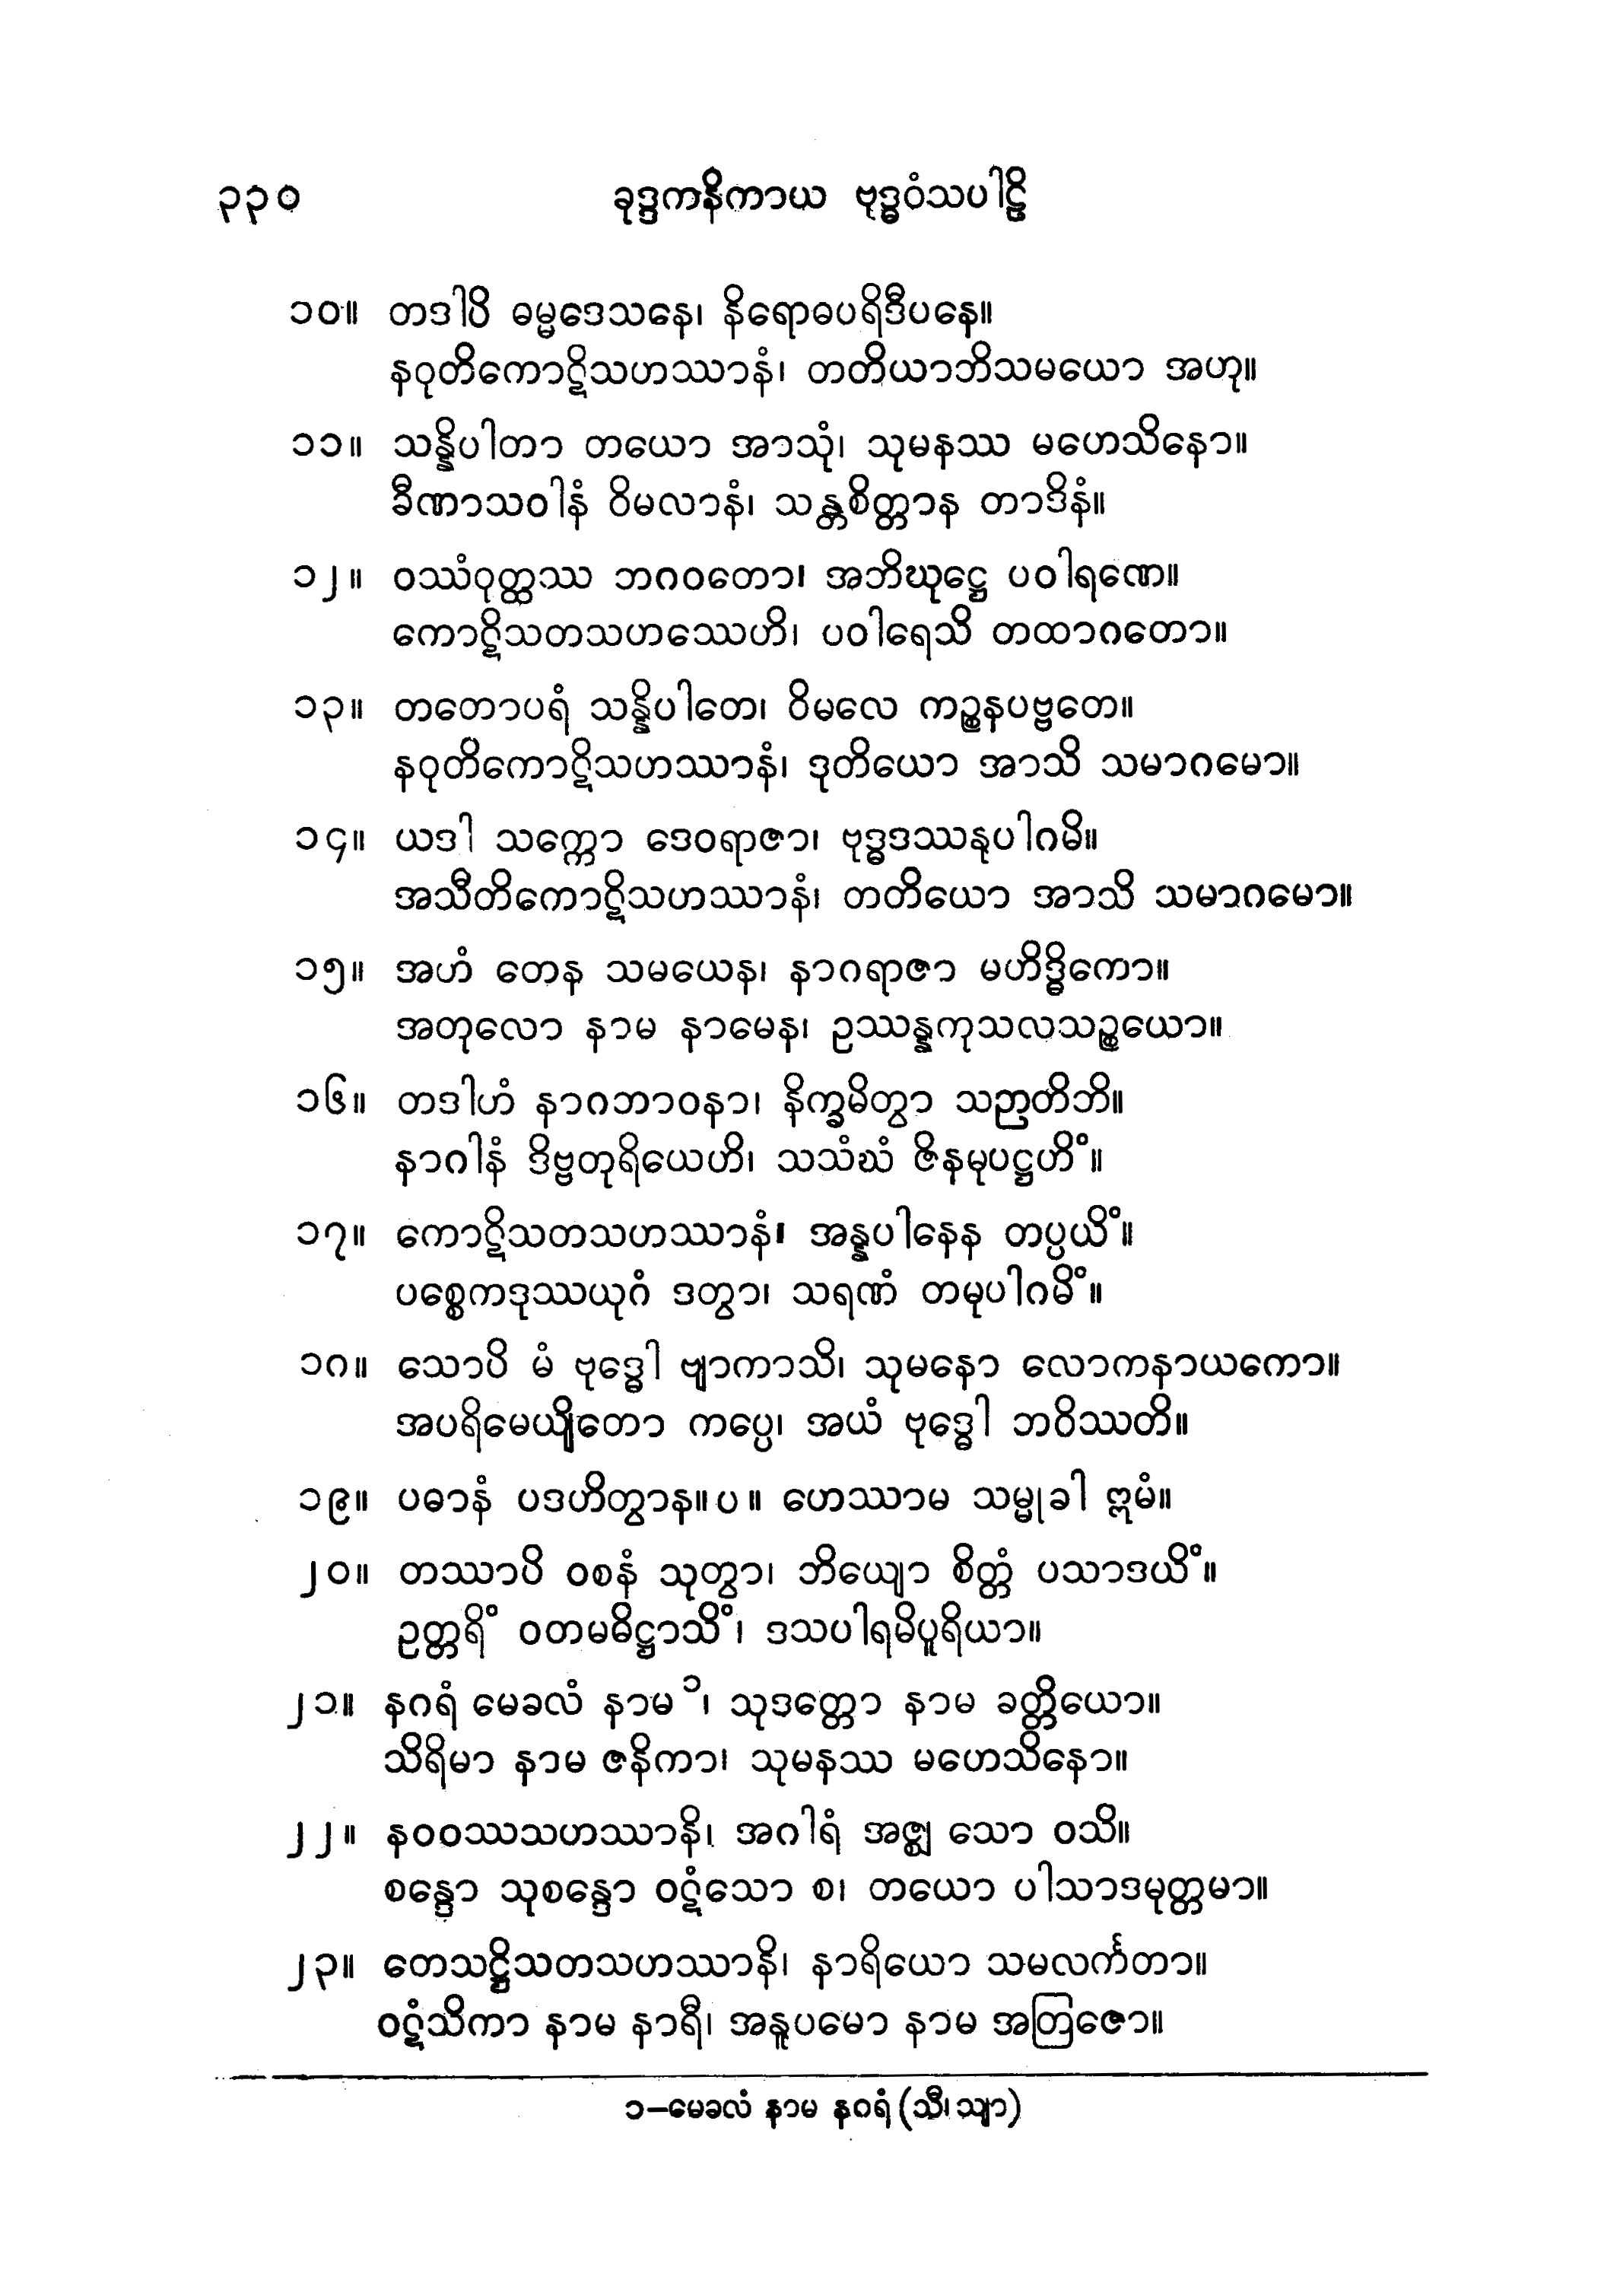 ၃၃၀ ခုဒ္ဒကနိကာယ ဗုဒ္ဓဝံသပါဠိ
၁၀။ တဒါပိ ဓမ္မဒေသနေ၊ နိရောဓပရိဒီပနေ။
နဝုတိကောဋိသဟဿာနံ၊ တတိယာဘိသမယော အဟု။
၁၁။ သန္နိပါတာ တယော အာသုံ၊ သုမနဿ မဟေသိနော။
ခီဏာသဝါနံ ဝိမလာနံ၊ သန္တစိတ္တာန တာဒိနံ။
၁၂။ ဝဿံဝုတ္ထဿ ဘဂဝတော၊ အဘိဃုဋ္ဌေ ပဝါရဏေ။
ကောဋိသတသဟဿေဟိ၊ ပဝါရေသိ တထာဂတော။
၁၃။ တတောပရံ သန္နိပါတေ၊ ဝိမလေ ကဉ္စနပဗ္ဗတေ။
နဝုတိကောဋိသဟဿာနံ၊ ဒုတိယော အာသိ သမာဂမော။
၁၄။ ယဒါ သက္ကော ဒေဝရာဇာ၊ ဗုဒ္ဓဒဿနုပါဂမိ။
အသီတိကောဋိသဟဿာနံ၊ တတိယော အာသိ သမာဂမော။
၁၅။ အဟံ တေန သမယေန၊ နာဂရာဇာ မဟိဒ္ဓိကော။
အတုလော နာမ နာမေန၊ ဥဿန္နကုသလသဉ္စယော။
၁၆။ တဒါဟံ နာဂဘာဝနာ၊ နိက္ခမိတွာ သဉာတိဘိ။
နာဂါနံ ဒိဗ္ဗတုရိယေဟိ၊ သသံဃံ ဇိနမုပဋ္ဌဟိံ။
၁၇။ ကောဋိသတသဟဿာနံ၊ အန္နပါနေန တပ္ပယိံ။
ပစ္စေကဒုဿယုဂံ ဒတွာ၊ သရဏံ တမုပါဂမိံ။
၁၈။ သောပိ မံ ဗုဒ္ဓေါ ဗျာကာသိ၊ သုမနော လောကနာယကော။
အပရိမေယျိတော ကပ္ပေ၊ အယံ ဗုဒ္ဓေါ ဘဝိဿတိ။
၁၉။ ပဓာနံ ပဒဟိတွာန။ပ။ ဟေဿာမ သမ္မုခါ ဣမံ။
၂၀။ တဿာပိ ဝစနံ သုတွာ၊ ဘိယျော စိတ္တံ ပသာဒယိံ။
ဥတ္တရိံ ဝတမဓိဋ္ဌာသိံ၊ ဒသပါရမိပူရိယာ။
၂၁။ နဂရံ မေခလံ နာမ ၁၊ သုဒတ္တော နာမ ခတ္တိယော။
သိရိမာ နာမ ဇနိကာ၊ သုမနဿ မဟေသိနော။
၂၂။ နဝဝဿသဟဿာနိ၊ အဂါရံ အဇ္ဈ သော ဝသိ။
စန္ဒော သုစန္ဒော ဝဋံသော စ၊ တယော ပါသာဒမုတ္တမာ။
၂၃။ တေသဋ္ဌိသတသဟဿာနိ၊ နာရိယော သမလင်္ကတာ။
ဝဋံသိကာ နာမ နာရီ၊ အနူပမော နာမ အတြဇော။
၁–မေခလံ နာမ နဂရံ (သီ၊ သျာ)